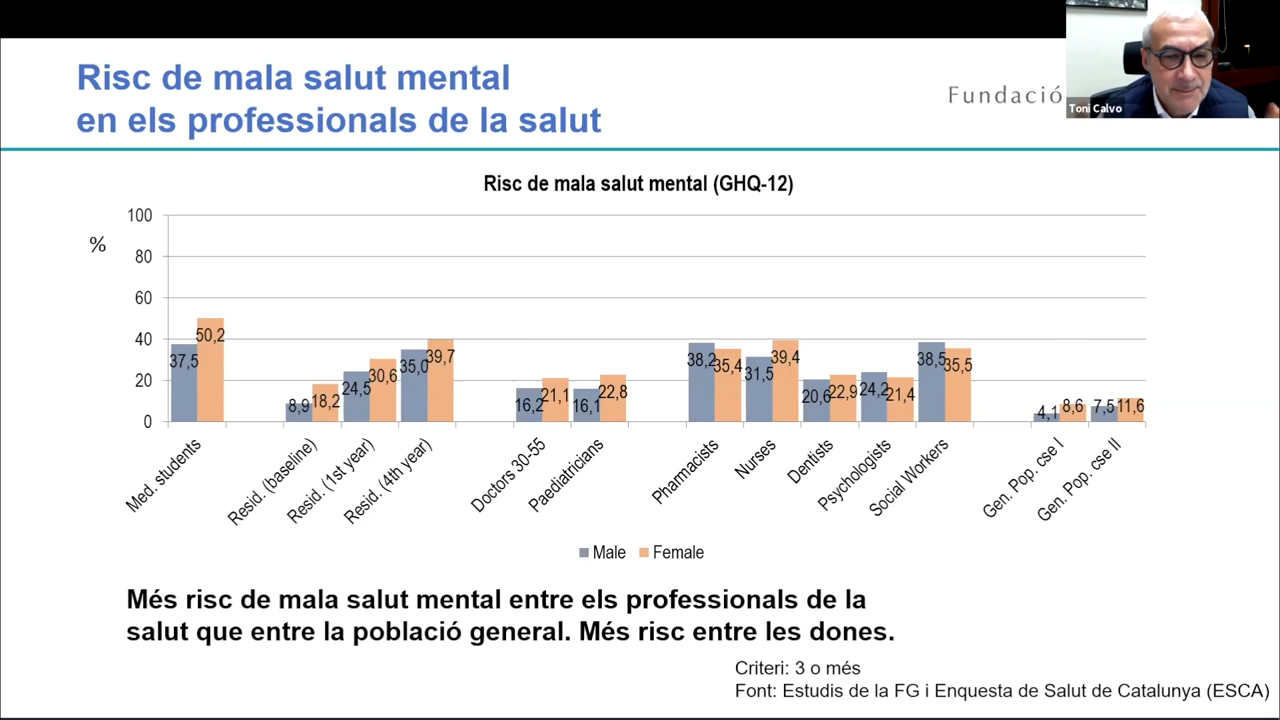 Risc de mala salut mental
en els professionals de la salut
Fundació
Toni Calvo
Risc de mala salut mental (GHQ-12)
%
100
80
60
40
20
0
37,5 50,2
8,9 18,2
24,5 30,6
35,0 39,7
16,2 21,1
16,1 22,8
38,2 35,4
31,5 39,4
20,6 22,9
24,2 21,4
38,5 35,5
4,1 8,6
7,5 11,6
Med. students
Resid. (baseline)
Resid. (1st year)
Resid. (4th year)
Doctors 30-55
Paediatricians
Pharmacists
Nurses
Dentists
Psychologists
Social Workers
Gen. Pop. cse I
Gen. Pop. cse II
Male Female
Més risc de mala salut mental entre els professionals de la
salut que entre la població general. Més risc entre les dones.
Criteri: 3 o més
Font: Estudis de la FG i Enquesta de Salut de Catalunya (ESCA)